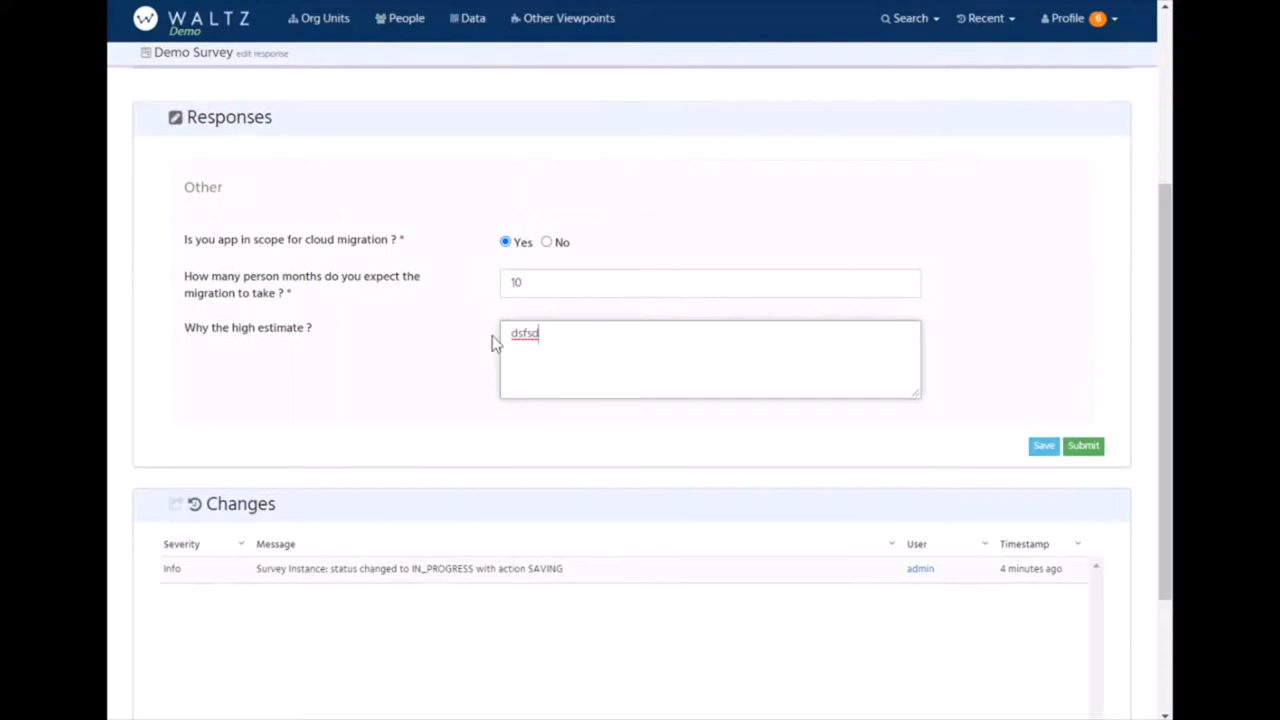 WALTZ Org Units People Data Other Viewpoints Search Recent Profile 6
Demo
Demo Survey edit response
Responses
Other
Is you app in scope for cloud migration ? * Yes No
How many person months do you expect the
migration to take ? *
10
Why the high estimate ?
dsfsd
Save Submit
Changes
Severity Message User Timestamp
Info Survey Instance: status changed to IN_PROGRESS with action SAVING admin 4 minutes ago